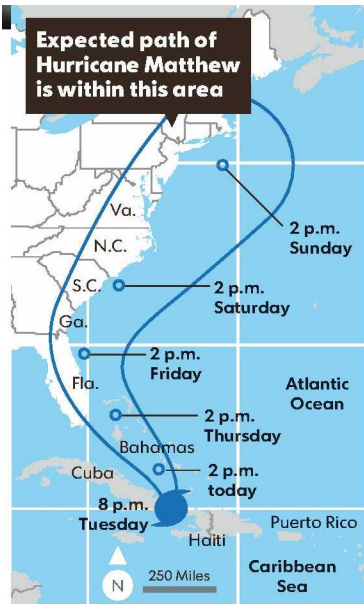 Expected path of
Hurricane Matthew
is within this area
Va.
N.C.
S.C.
Ga.
Fla.
2 p.m.
Sunday
2 p.m.
Saturday
2 p.m.
Friday
Atlantic
Ocean
2 p.m.
Thursday
Bahamas
Cuba
2 p.m.
today
8 p.m.
Tuesday
Haiti
Puerto Rico
N
250 Miles
Caribbean
Sea